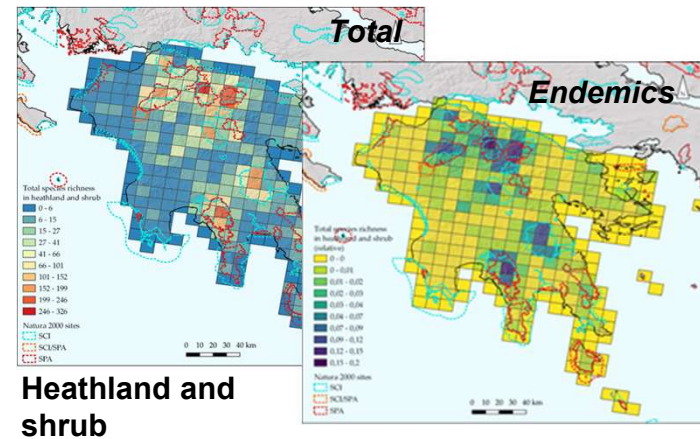 Total
Total species richness
in heathland and shrub
0 - 6
6 - 15
15 - 27
27 - 41
41 - 66
66 - 101
101 - 152
152 - 199
199 - 246
246 - 326
Natura 2000 sites
SCI
SCI/SPA
SPA
0 10 20 30 40 km
Endemics
Total species richness
in heathland and shrub
(relative)
0 - 0
0 - 0,01
0,01 - 0,02
0,02 - 0,03
0,03 - 0,04
0,04 - 0,07
0,07 - 0,09
0,09 - 0,12
0,12 - 0,15
0,15 - 0,2
Natura 2000 sites
SCI
SCI/SPA
SPA
0 10 20 30 40 km
Heathland and
shrub